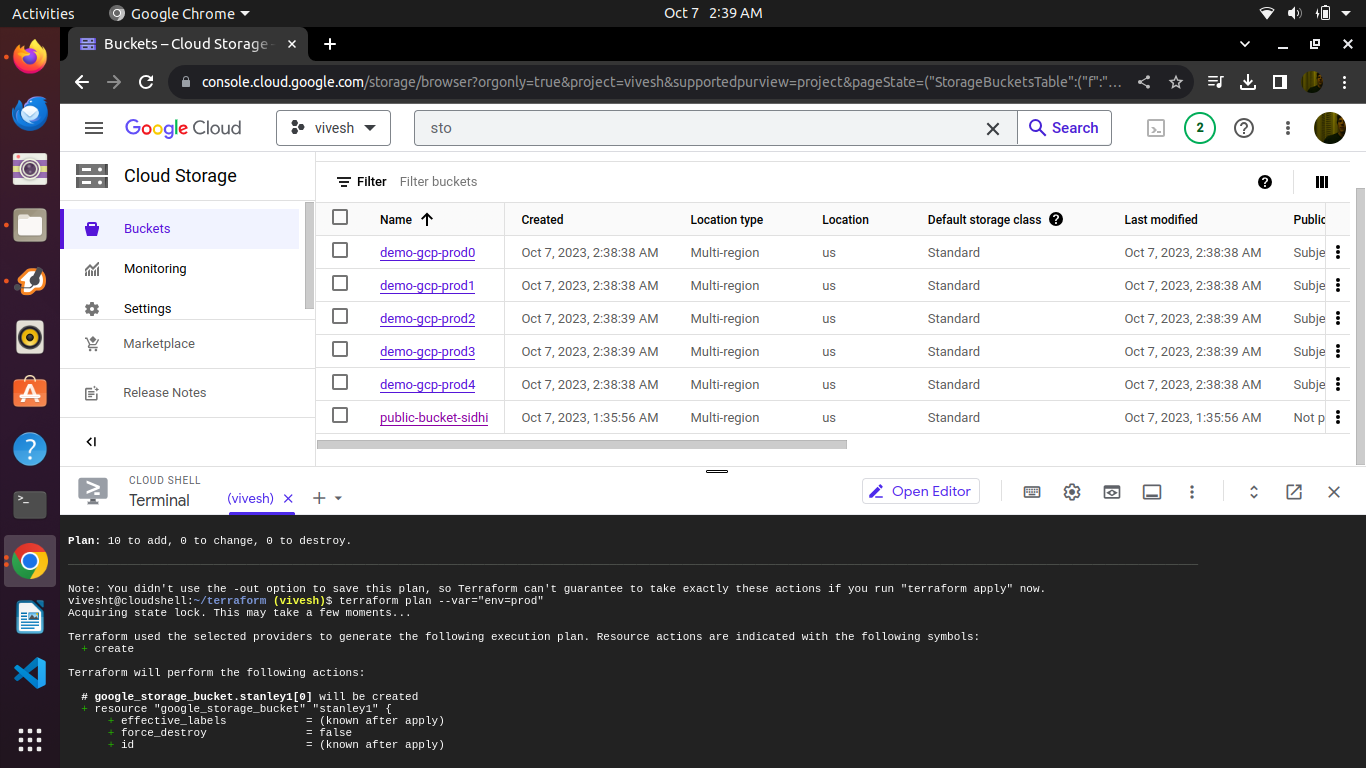 Activities Google Chrome Oct 7 2:39 AM
Buckets – Cloud Storage -
console.cloud.google.com/storage/browser?orgonly=true&project=vivesh&supportedpurview=project&pageState=("StorageBucketsTable":("f":"...
Google Cloud vivesh sto Search 2
Cloud Storage
Buckets
Monitoring
Settings
Marketplace
Release Notes
Filter Filter buckets
Name Created Location type Location Default storage class Last modified Public
demo-gcp-prod0 Oct 7, 2023, 2:38:38 AM Multi-region us Standard Oct 7, 2023, 2:38:38 AM Subje
demo-gcp-prod1 Oct 7, 2023, 2:38:38 AM Multi-region us Standard Oct 7, 2023, 2:38:38 AM Subje
demo-gcp-prod2 Oct 7, 2023, 2:38:39 AM Multi-region us Standard Oct 7, 2023, 2:38:39 AM Subje
demo-gcp-prod3 Oct 7, 2023, 2:38:39 AM Multi-region us Standard Oct 7, 2023, 2:38:39 AM Subje
demo-gcp-prod4 Oct 7, 2023, 2:38:38 AM Multi-region us Standard Oct 7, 2023, 2:38:38 AM Subje
public-bucket-sidhi Oct 7, 2023, 1:35:56 AM Multi-region us Standard Oct 7, 2023, 1:35:56 AM Not p
CLOUD SHELL
Terminal (vivesh) Open Editor
Plan: 10 to add, 0 to change, 0 to destroy.
Note: You didn't use the -out option to save this plan, so Terraform can't guarantee to take exactly these actions if you run "terraform apply" now.
vivesht@cloudshell:~/terraform (vivesh)$ terraform plan --var="env=prod"
Acquiring state lock. This may take a few moments...
Terraform used the selected providers to generate the following execution plan. Resource actions are indicated with the following symbols:
+ create
Terraform will perform the following actions:
# google_storage_bucket.stanley1[0] will be created
+ resource "google_storage_bucket" "stanley1" {
+ effective_labels = (known after apply)
+ force_destroy = false
+ id = (known after apply)